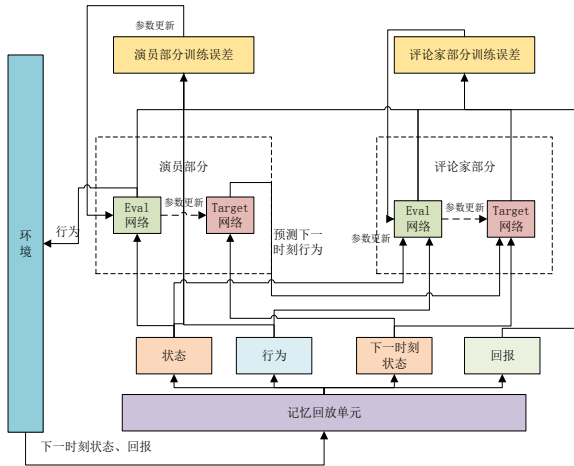 参数更新
演员部分训练误差
评论家部分训练误差
演员部分
评论家部分
Eval
网络
参数更新
Target
网络
Eval
网络
参数更新
Target
网络
环
境
行为
预测下一
时刻行为
参数更新
状态
行为
下一时刻
状态
回报
记忆回放单元
下一时刻状态、回报